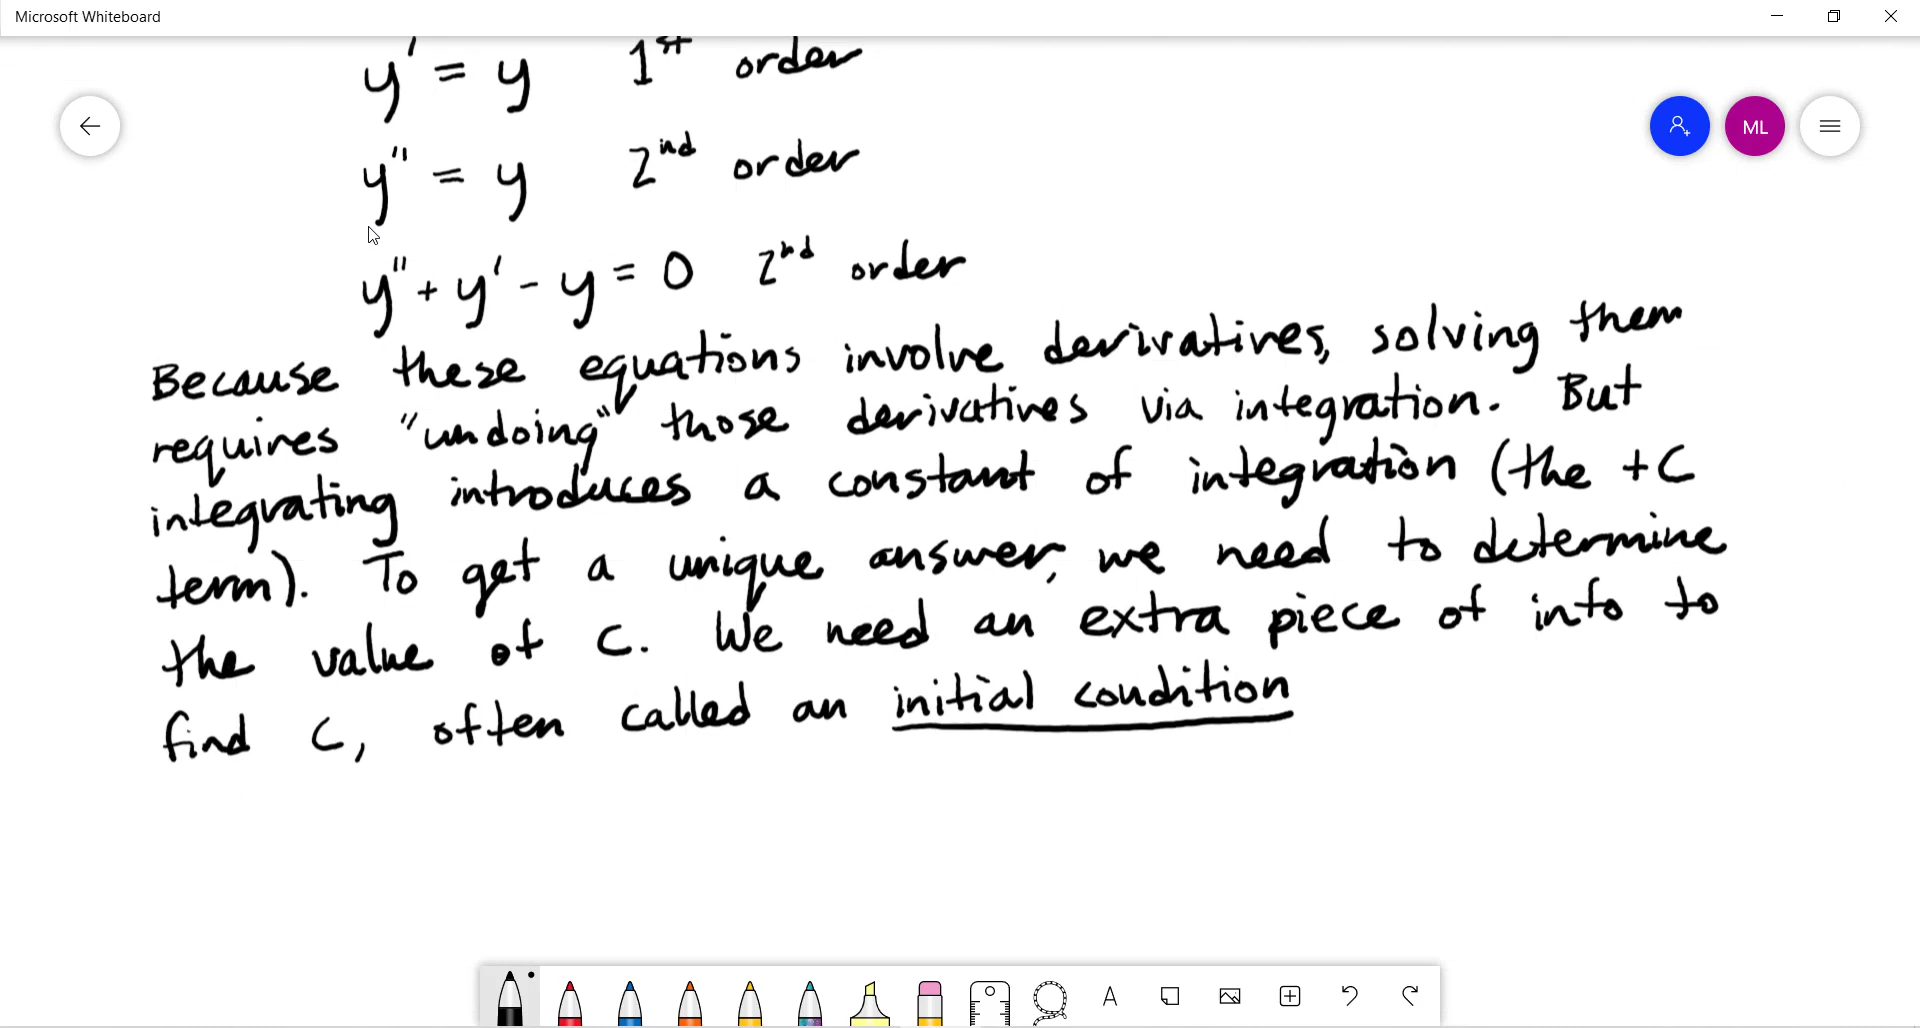 Microsoft Whiteboard
y' = y 1st order
ML
y" = y 2nd order
y" + y' - y = 0 2nd order
Because these equations involve derivatives, solving them
requires "undoing" those derivatives via integration. But
integrating introduces a constant of integration (the +C
term). To get a unique answer, we need to determine
the value of C. We need an extra piece of info to
find C, often called an initial condition
A